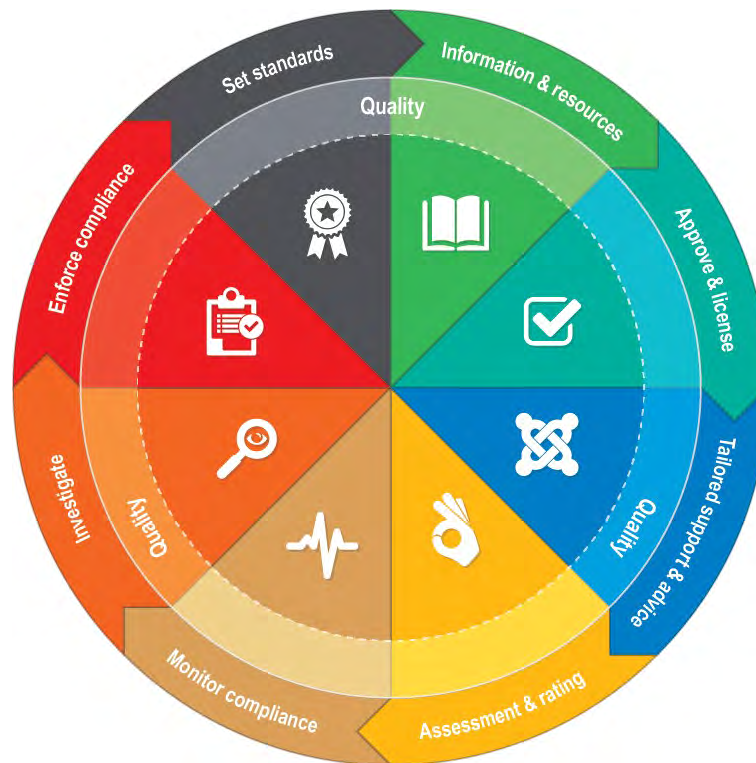 Set standards
Information & resources
Approve & license
Tailored support & advice
Assessment & rating
Monitor compliance
Investigate
Enforce compliance
Quality
Quality
Quality